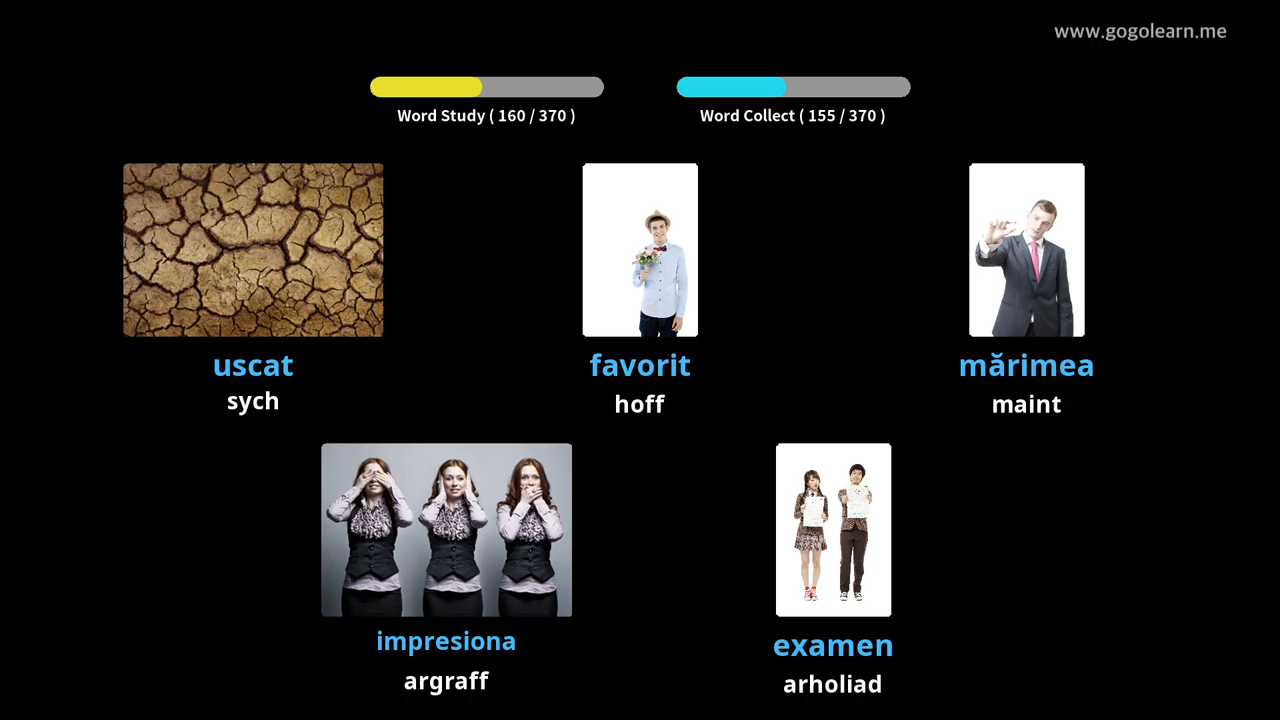 www.gogolearn.me
Word Study ( 160 / 370 )
Word Collect ( 155 / 370 )
uscat
sych
favorit
hoff
mărimea
maint
impresiona
argraff
examen
arholiad